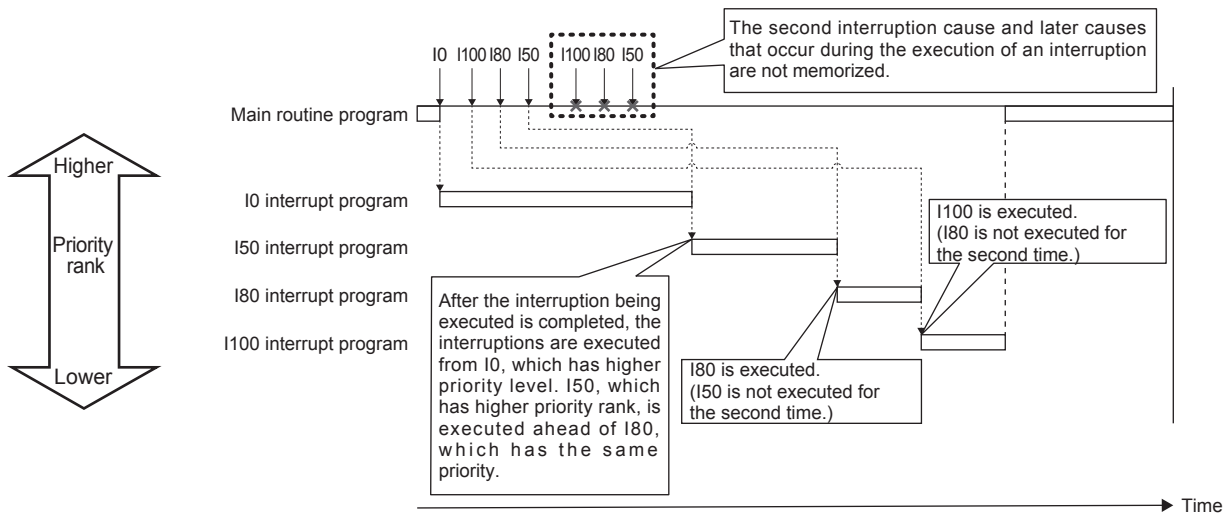 The second interruption cause and later causes
that occur during the execution of an interruption
are not memorized.
I0 I100 I80 I50 I100 I80 I50
Main routine program
Higher
Priority
rank
Lower
I0 interrupt program
I50 interrupt program
I80 interrupt program
I100 interrupt program
I100 is executed.
(I80 is not executed for
the second time.)
After the interruption being
executed is completed, the
interruptions are executed
from I0, which has higher
priority level. I50, which
has higher priority rank, is
executed ahead of I80,
which has the same
priority.
I80 is executed.
(I50 is not executed for
the second time.)
Time